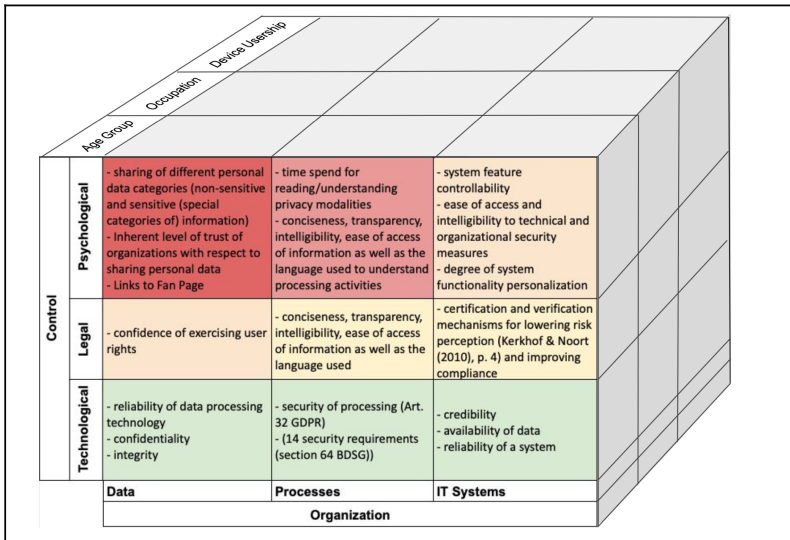 Device Usership
Occupation
Age Group
Control
Psychological
- sharing of different personal
data categories (non-sensitive
and sensitive (special
categories of) information)
- Inherent level of trust of
organizations with respect to
sharing personal data
- Links to Fan Page
- time spend for
reading/understanding
privacy modalities
- conciseness, transparency,
intelligibility, ease of access
of information as well as the
language used to understand
processing activities
- system feature
controllability
- ease of access and
intelligibility to technical and
organizational security
measures
- degree of system
functionality personalization
Legal
- confidence of exercising user
rights
- conciseness, transparency,
intelligibility, ease of access
of information as well as the
language used
- certification and verification
mechanisms for lowering risk
perception (Kerkhof & Noort
(2010), p. 4) and improving
compliance
Technological
- reliability of data processing
technology
- confidentiality
- integrity
- security of processing (Art.
32 GDPR)
- (14 security requirements
(section 64 BDSG))
- credibility
- availability of data
- reliability of a system
Data
Processes
IT Systems
Organization